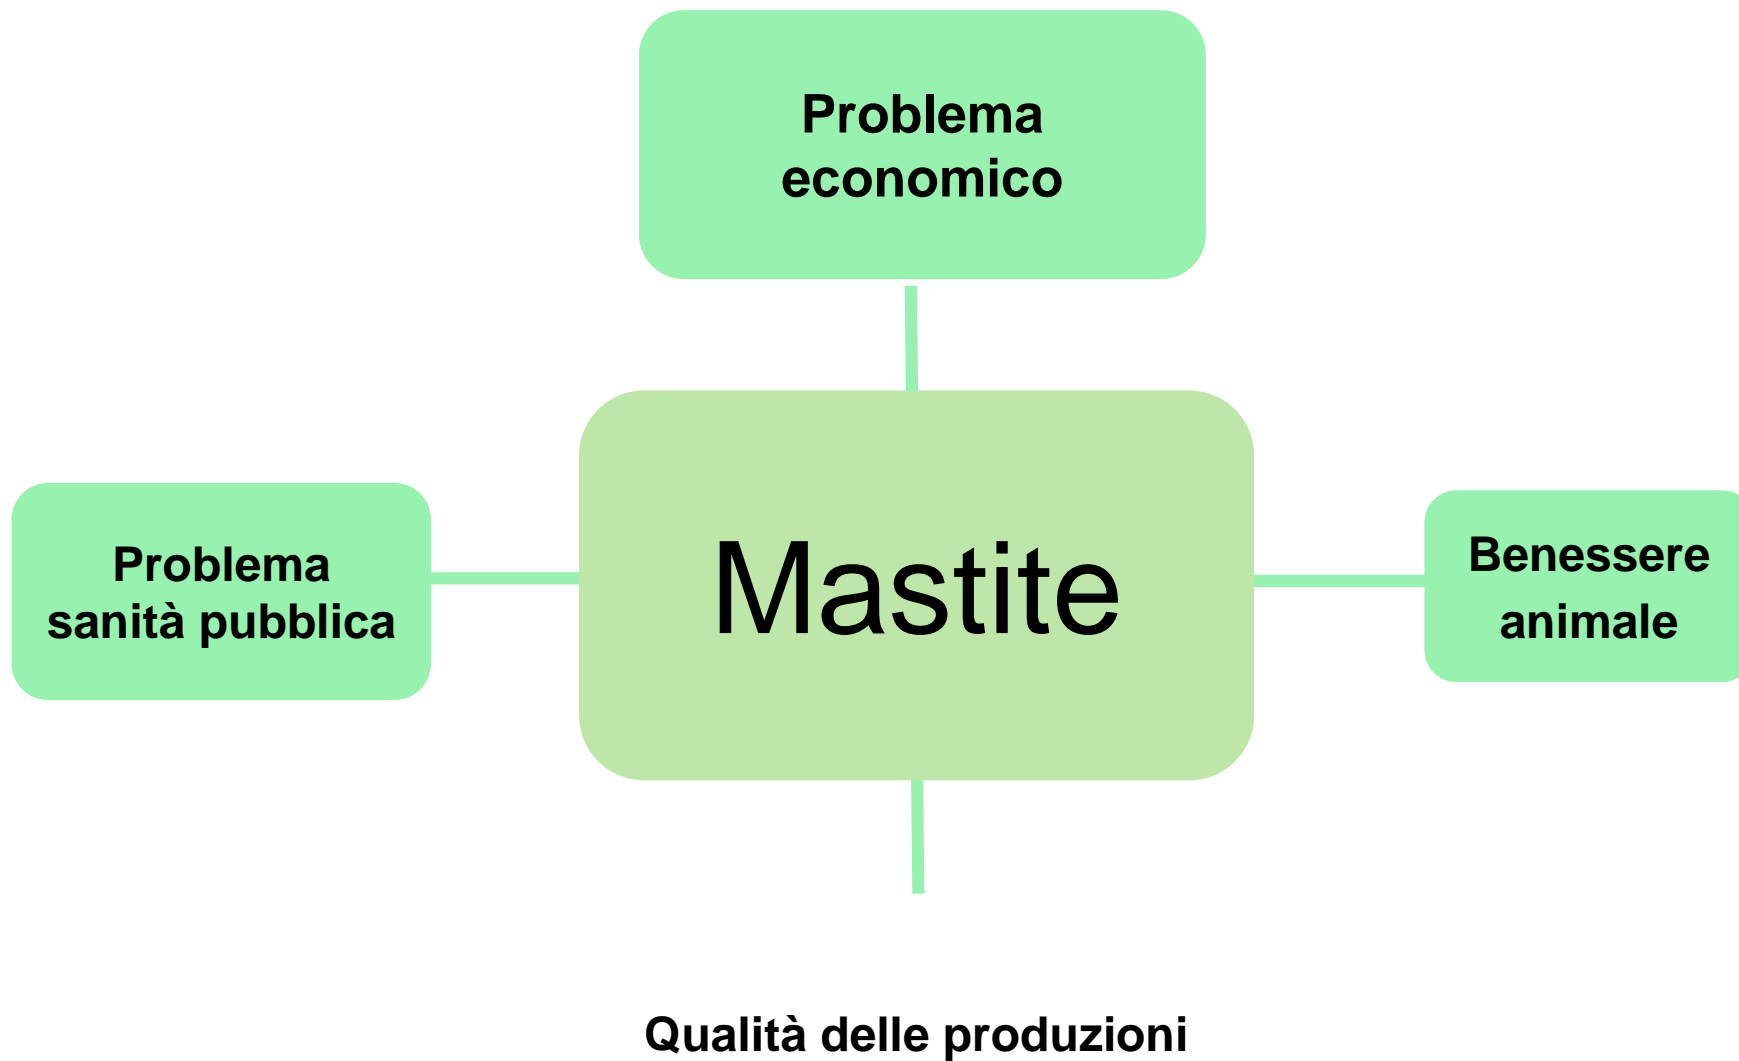 Problema
economico
Problema
sanità pubblica
Mastite
Benessere
animale
Qualità delle produzioni